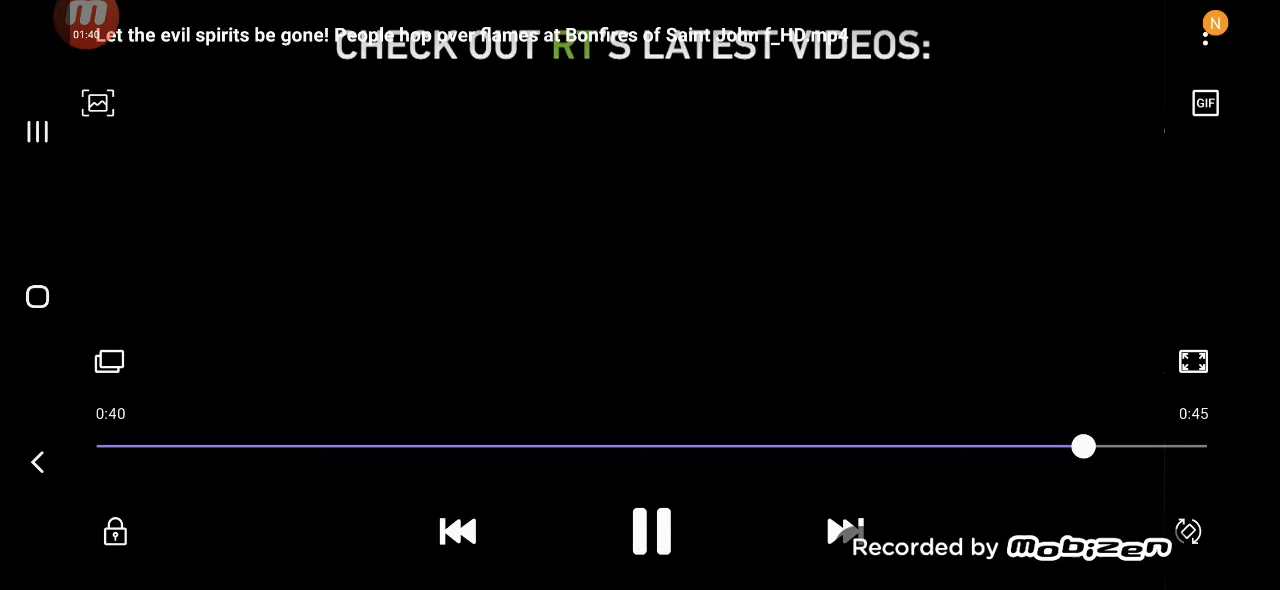 01:40
Let the evil spirits be gone! People hop over flames at Bonfires of Saint John f_HD.mp4
CHECK OUT RT'S LATEST VIDEOS:
N
GIF
0:40
0:45
Recorded by mobizen